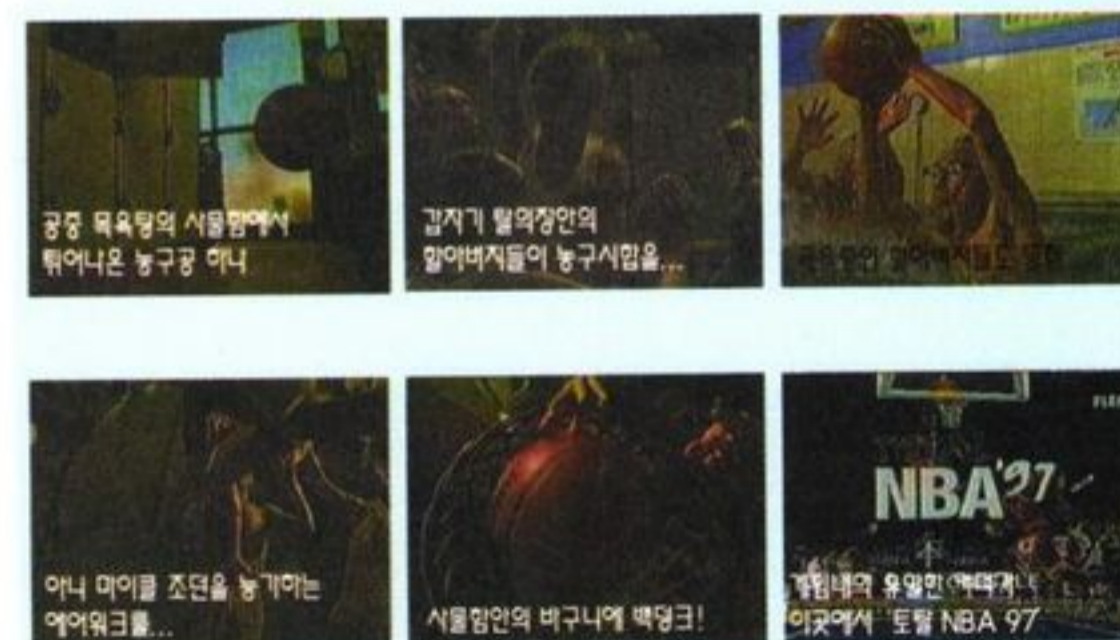 공중 목욕탕의 사물함에서
튀어나온 농구공 하나
갑자기 탈의장안의
할아버지들이 농구시합을...
아니 마이클 조던을 능가하는
에어워크를...
사물함안의 바구니에 백덩크!
NBA'97
유일한
이곳에서 '토탈 NBA 97'